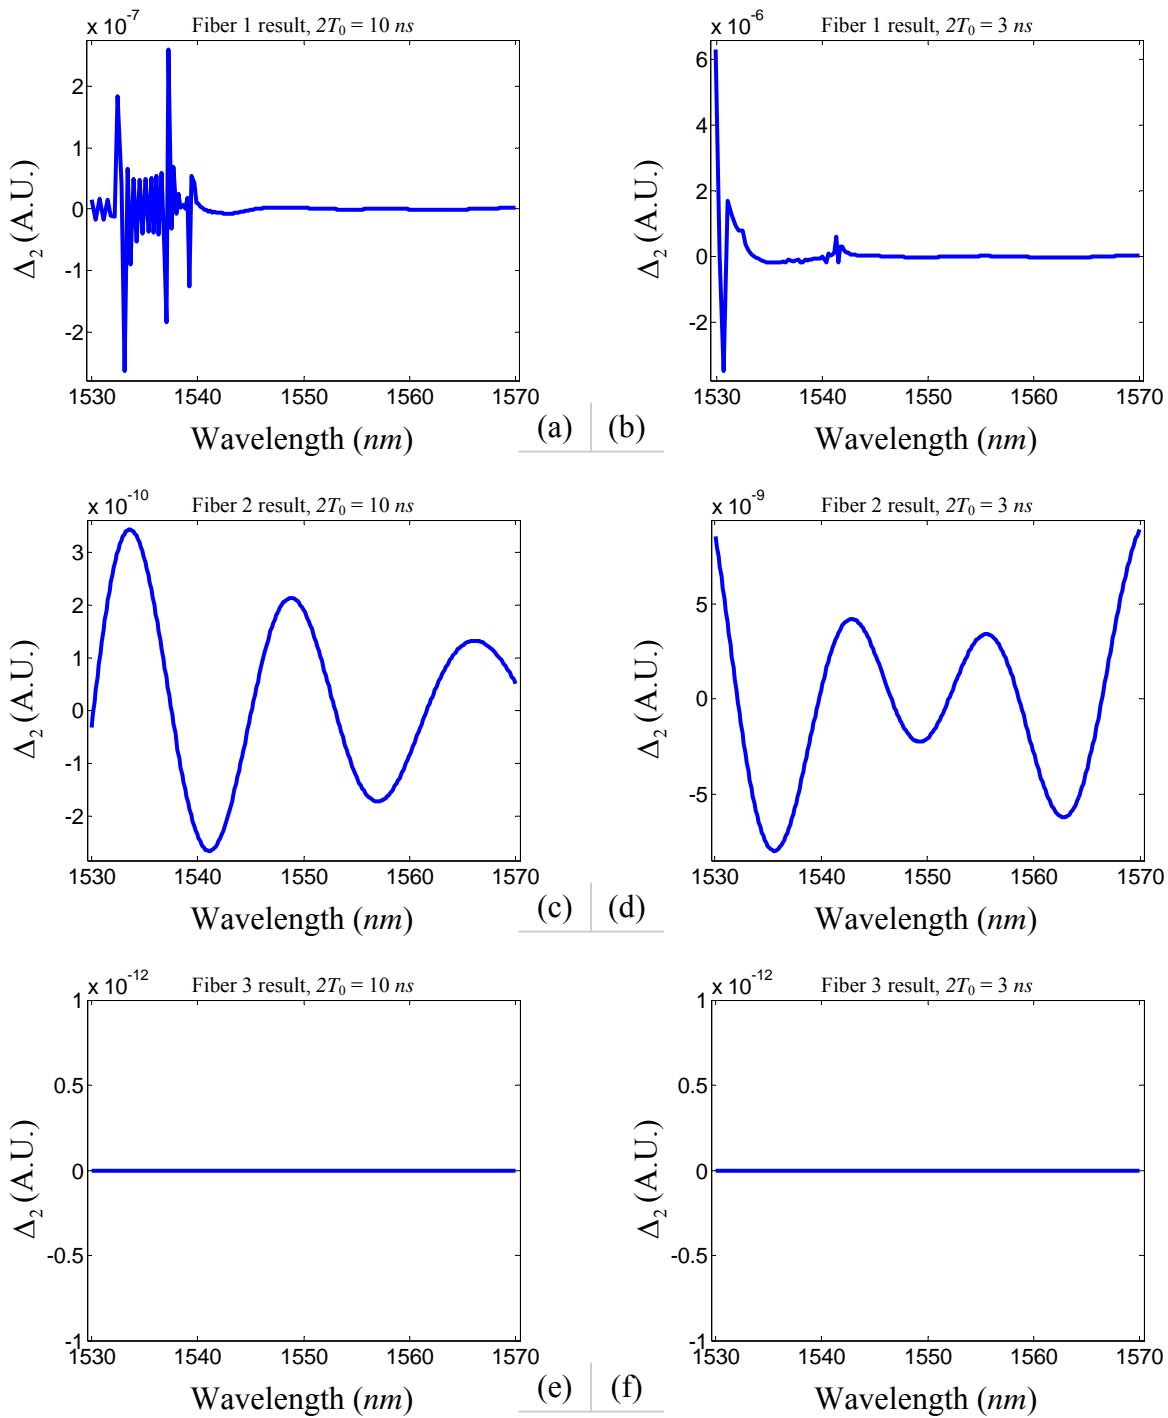 x 10^-7 Fiber 1 result, 2T₀ = 10 ns
2
1
0
-1
-2
Δ₂ (A.U.)
1530 1540 1550 1560 1570
Wavelength (nm)
(a)
x 10^-6 Fiber 1 result, 2T₀ = 3 ns
6
4
2
0
-2
Δ₂ (A.U.)
1530 1540 1550 1560 1570
Wavelength (nm)
(b)
x 10^-10 Fiber 2 result, 2T₀ = 10 ns
3
2
1
0
-1
-2
Δ₂ (A.U.)
1530 1540 1550 1560 1570
Wavelength (nm)
(c)
x 10^-9 Fiber 2 result, 2T₀ = 3 ns
5
0
-5
Δ₂ (A.U.)
1530 1540 1550 1560 1570
Wavelength (nm)
(d)
x 10^-12 Fiber 3 result, 2T₀ = 10 ns
1
0.5
0
-0.5
-1
Δ₂ (A.U.)
1530 1540 1550 1560 1570
Wavelength (nm)
(e)
x 10^-12 Fiber 3 result, 2T₀ = 3 ns
1
0.5
0
-0.5
-1
Δ₂ (A.U.)
1530 1540 1550 1560 1570
Wavelength (nm)
(f)